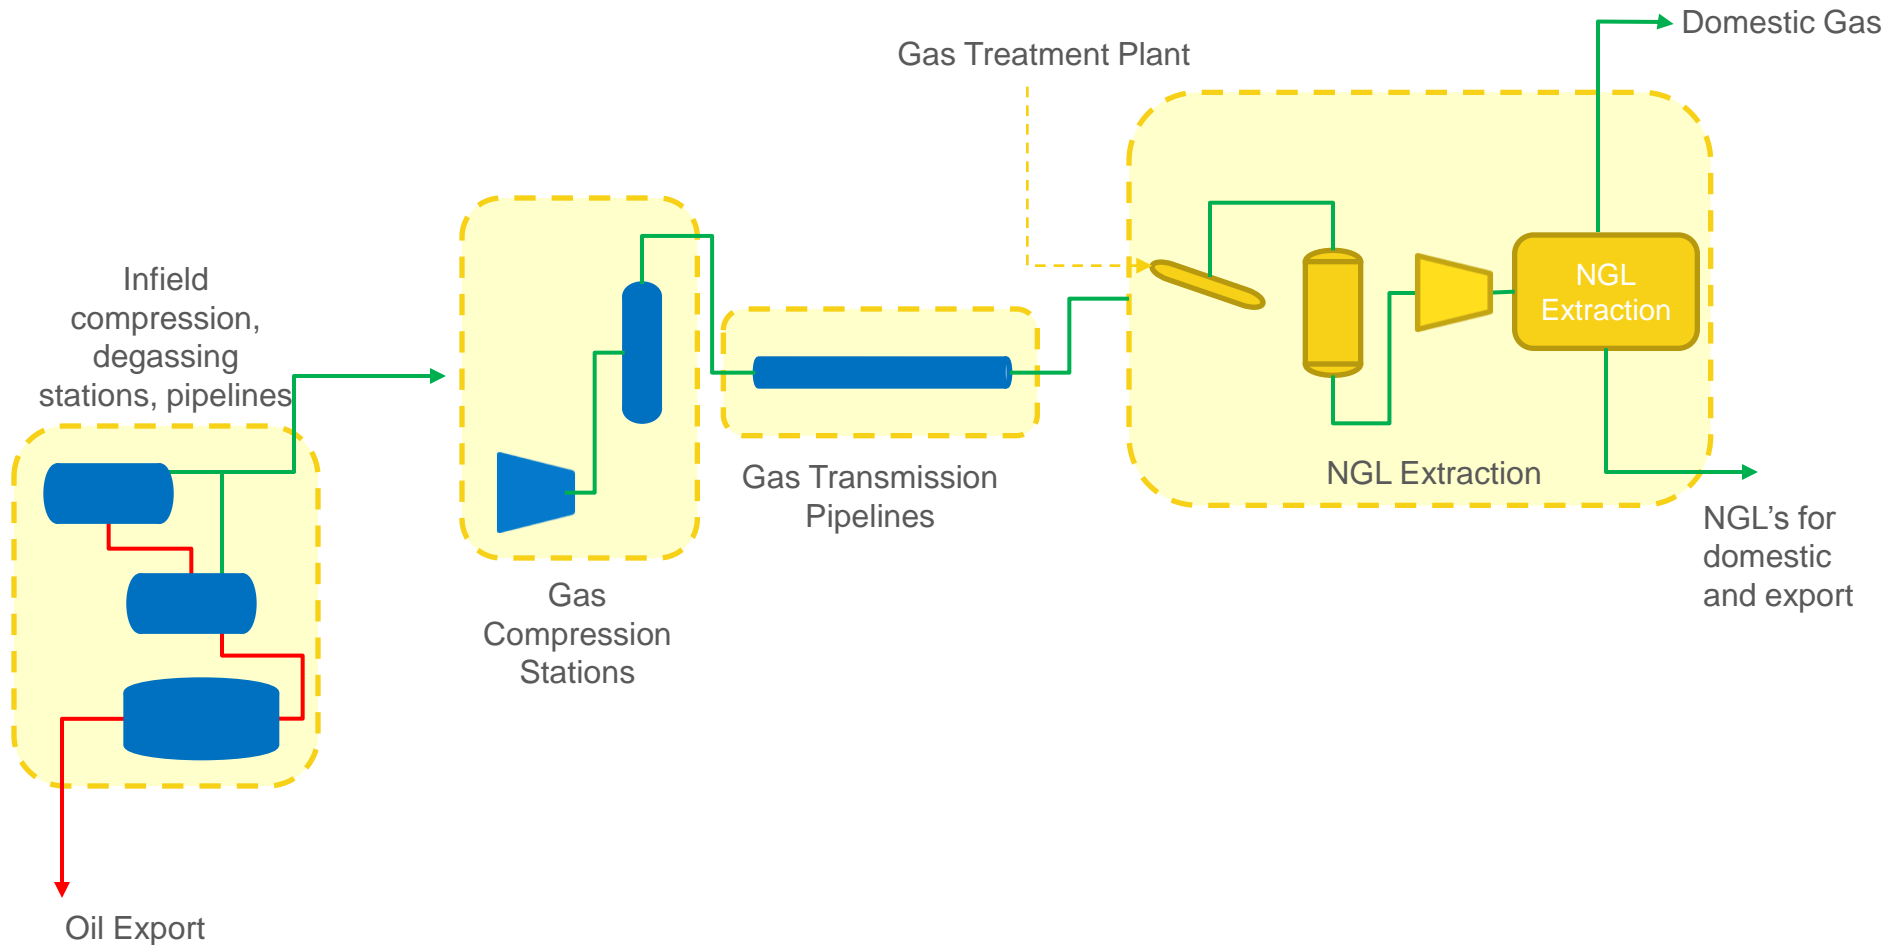 Domestic Gas
Gas Treatment Plant
Infield
compression,
degassing
stations, pipelines
NGL
Extraction
Gas Transmission
Pipelines
NGL Extraction
NGL’s for
domestic
and export
Gas
Compression
Stations
Oil Export